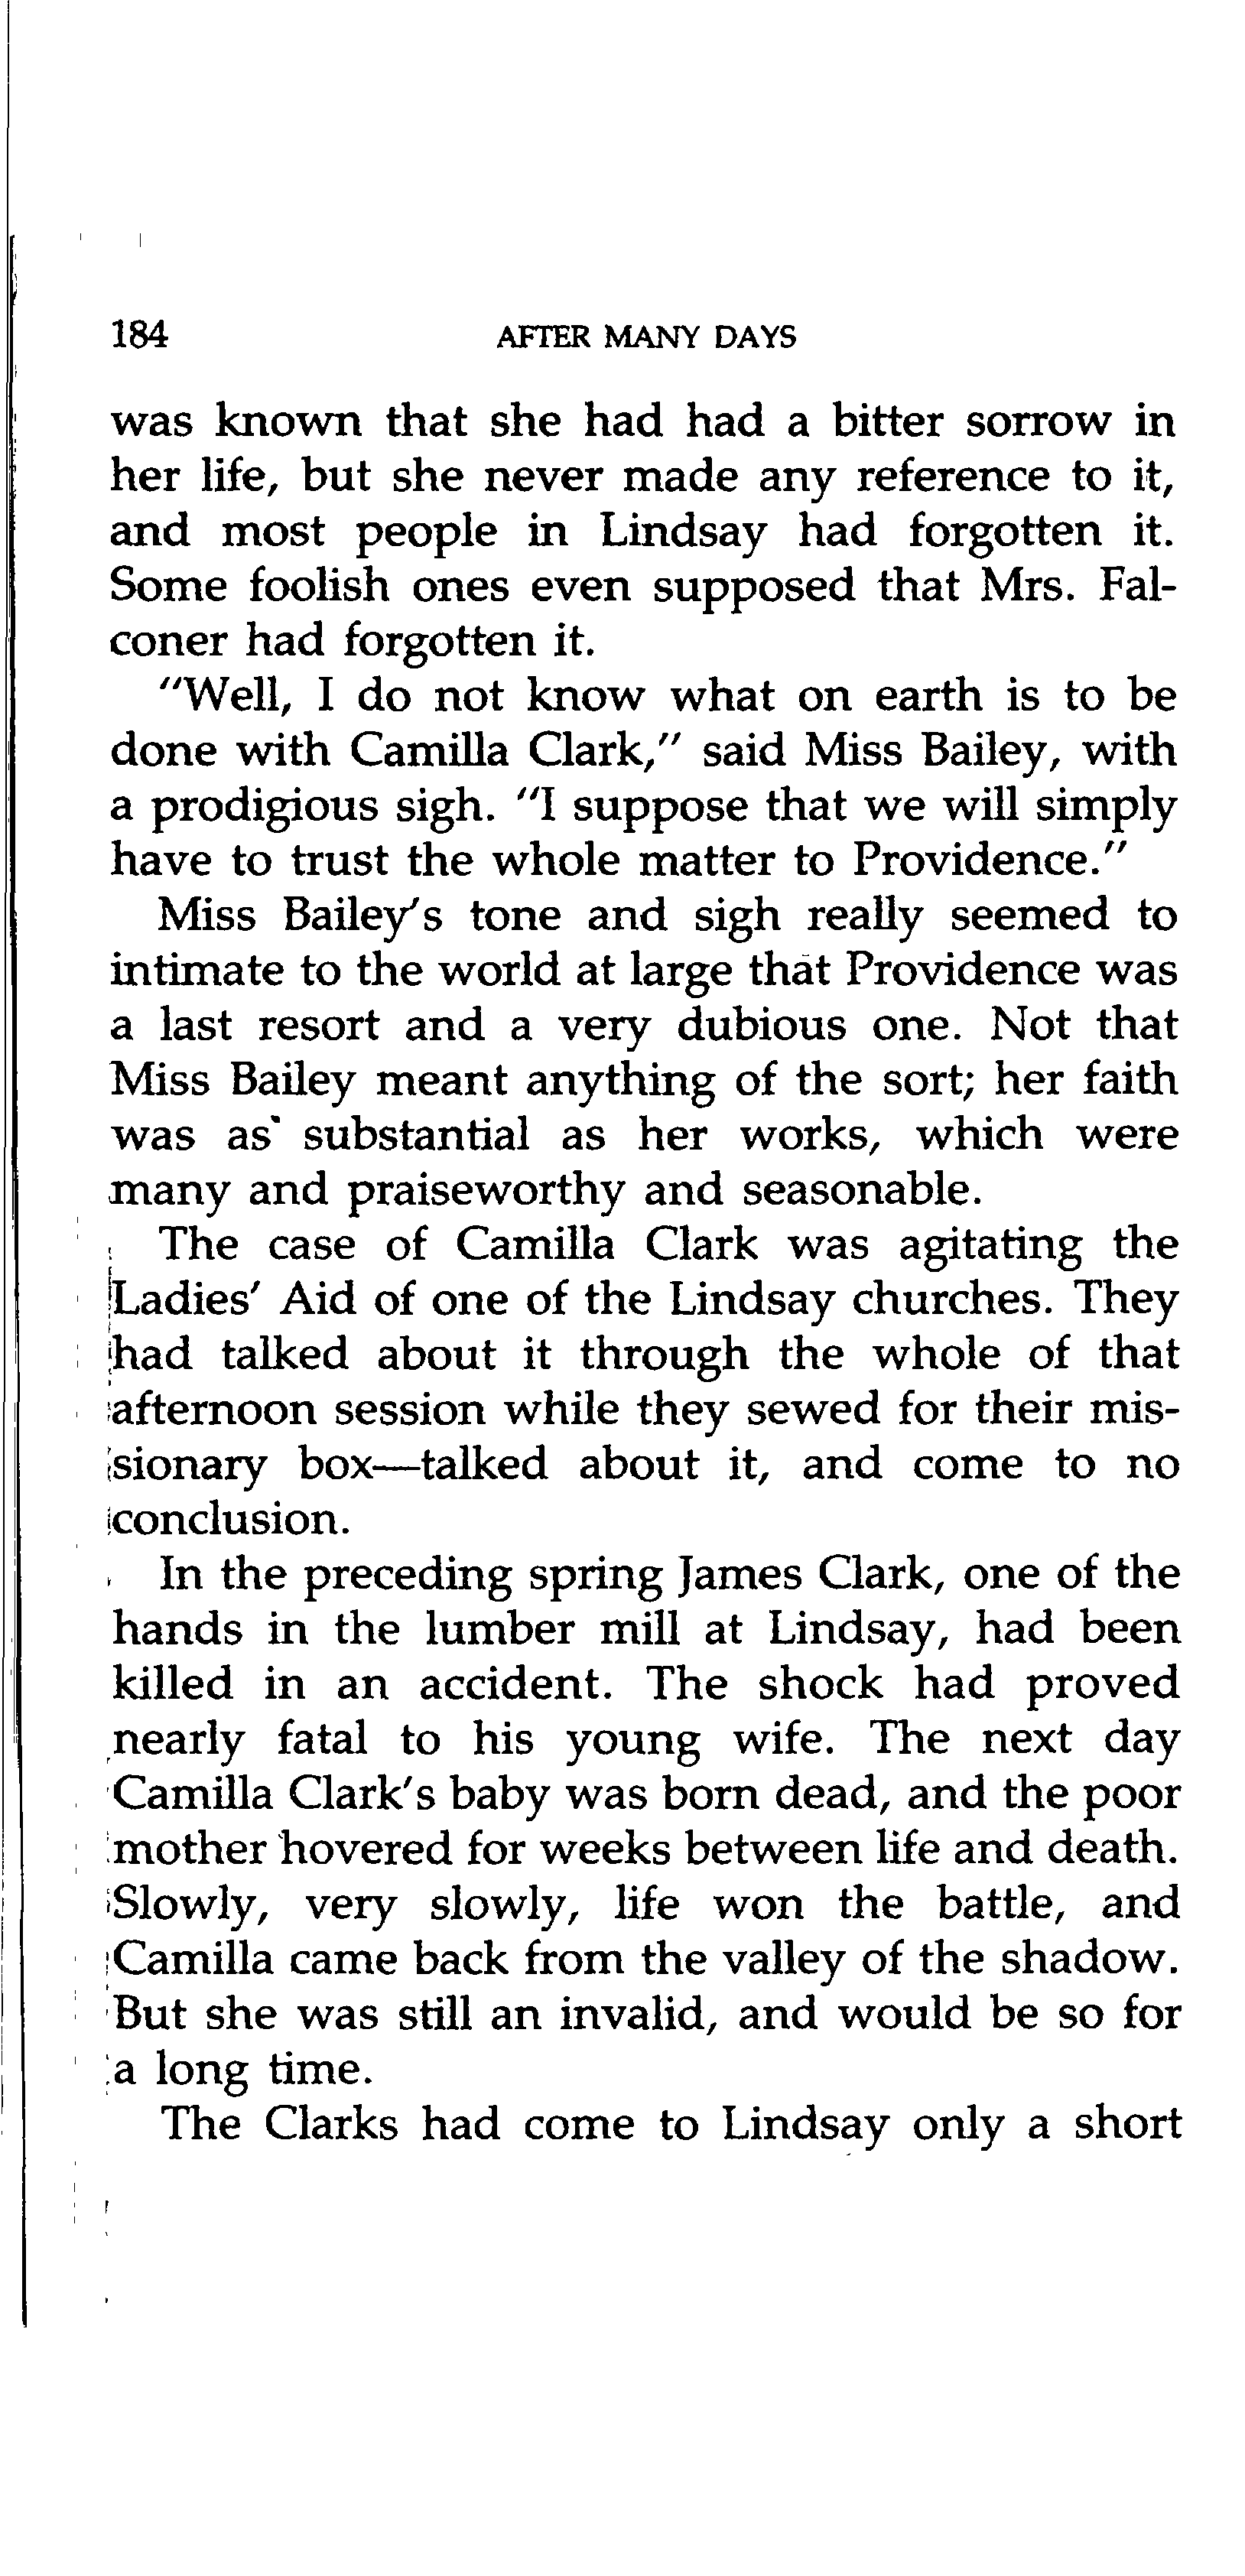 184 AFTER MANY DAYS
was known that she had had a bitter sorrow in
her life, but she never made any reference to it,
and most people in Lindsay had forgotten it.
Some foolish ones even supposed that Mrs. Fal-
coner had forgotten it.
"Well, I do not know what on earth is to be
done with Camilla Clark," said Miss Bailey, with
a prodigious sigh. "I suppose that we will simply
have to trust the whole matter to Providence."
Miss Bailey's tone and sigh really seemed to
intimate to the world at large that Providence was
a last resort and a very dubious one. Not that
Miss Bailey meant anything of the sort; her faith
was as substantial as her works, which were
many and praiseworthy and seasonable.
The case of Camilla Clark was agitating the
Ladies' Aid of one of the Lindsay churches. They
had talked about it through the whole of that
afternoon session while they sewed for their mis-
sionary box—talked about it, and come to no
conclusion.
In the preceding spring James Clark, one of the
hands in the lumber mill at Lindsay, had been
killed in an accident. The shock had proved
nearly fatal to his young wife. The next day
Camilla Clark's baby was born dead, and the poor
mother hovered for weeks between life and death.
Slowly, very slowly, life won the battle, and
Camilla came back from the valley of the shadow.
But she was still an invalid, and would be so for
a long time.
The Clarks had come to Lindsay only a short